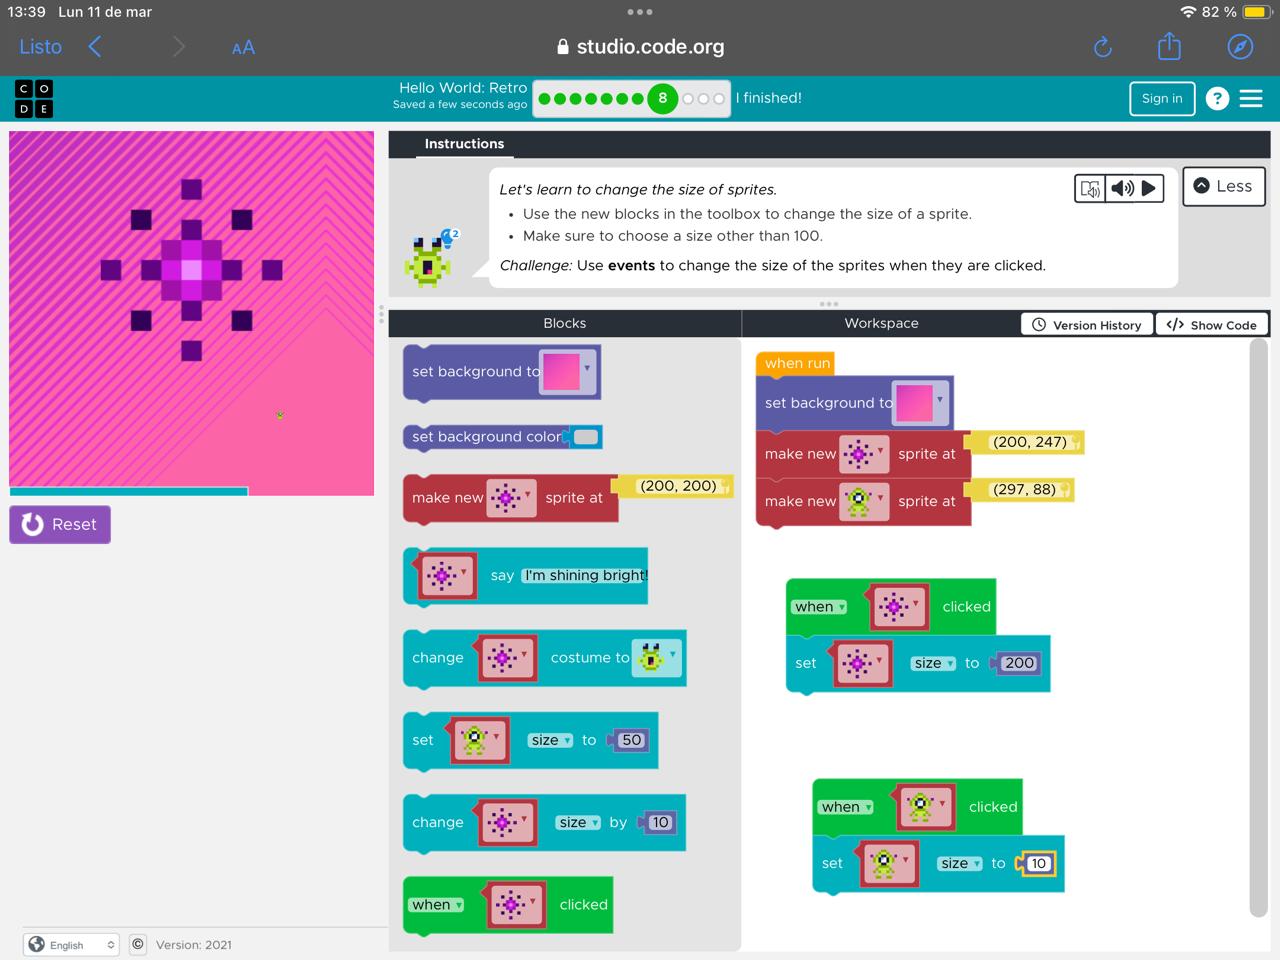 13:39 Lun 11 de mar
82 %
Listo
AA
studio.code.org
C O
D E
Hello World: Retro
Saved a few seconds ago
8
I finished!
Sign in
?
Instructions
Let's learn to change the size of sprites.
• Use the new blocks in the toolbox to change the size of a sprite.
• Make sure to choose a size other than 100.
Challenge: Use events to change the size of the sprites when they are clicked.
2
Less
Blocks
Workspace
Version History
</> Show Code
Reset
set background to
set background color
make new sprite at (200, 200)
say I'm shining bright!
change costume to
set size to 50
change size by 10
when clicked
when run
set background to
make new sprite at (200, 247)
make new sprite at (297, 88)
when clicked
set size to 200
when clicked
set size to 10
English
© Version: 2021